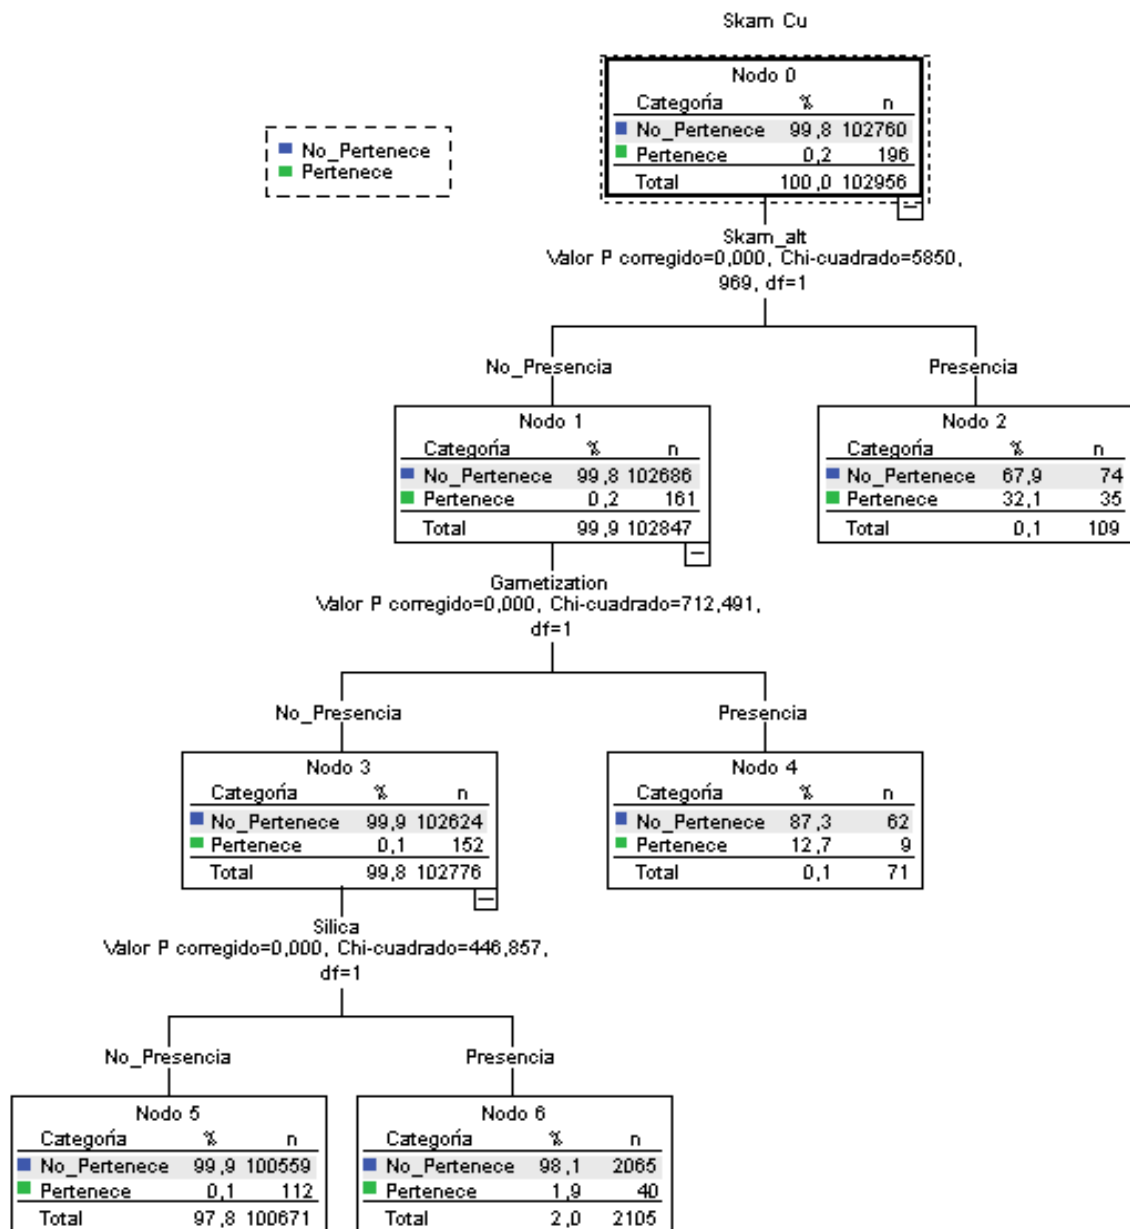 Skarn Cu
Nodo 0
Categoría % n
No_Pertenece 99,8 102760
Pertenece 0,2 196
Total 100,0 102956
No_Pertenece
Pertenece
Skarn_alt
Valor P corregido=0,000, Chi-cuadrado=5850,
969, df=1
No_Presencia Presencia
Nodo 1
Categoría % n
No_Pertenece 99,8 102686
Pertenece 0,2 161
Total 99,9 102847
Nodo 2
Categoría % n
No_Pertenece 67,9 74
Pertenece 32,1 35
Total 0,1 109
Garnetization
Valor P corregido=0,000, Chi-cuadrado=712,491,
df=1
No_Presencia Presencia
Nodo 3
Categoría % n
No_Pertenece 99,9 102624
Pertenece 0,1 152
Total 99,8 102776
Nodo 4
Categoría % n
No_Pertenece 87,3 62
Pertenece 12,7 9
Total 0,1 71
Silica
Valor P corregido=0,000, Chi-cuadrado=446,857,
df=1
No_Presencia Presencia
Nodo 5
Categoría % n
No_Pertenece 99,9 100559
Pertenece 0,1 112
Total 97,8 100671
Nodo 6
Categoría % n
No_Pertenece 98,1 2065
Pertenece 1,9 40
Total 2,0 2105